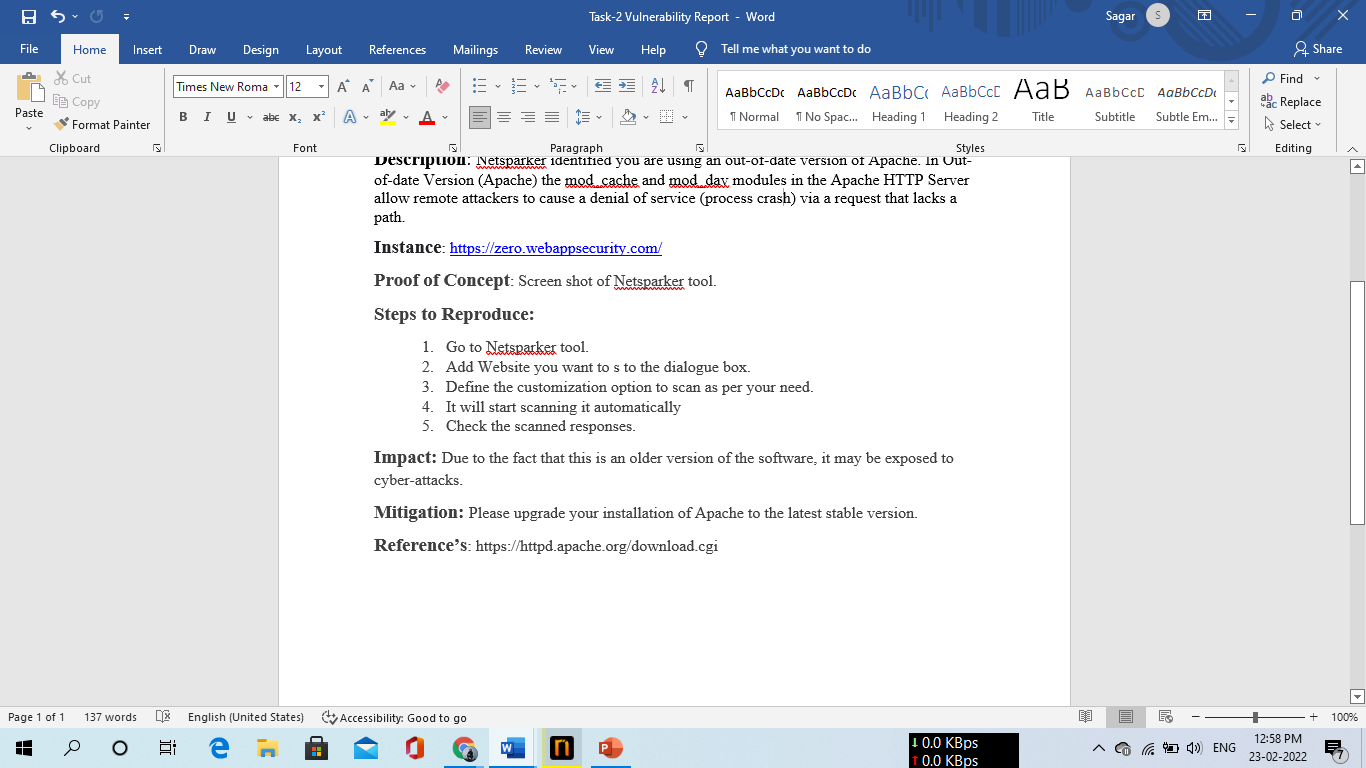 Task-2 Vulnerability Report - Word
Sagar
S
File
Home
Insert
Draw
Design
Layout
References
Mailings
Review
View
Help
Tell me what you want to do
Share
Paste
Cut
Copy
Format Painter
Clipboard
Times New Roma
12
Aa
B I U abc x₂ x²
A
ab
A
Font
Paragraph
AaBbCcDc
¶ Normal
AaBbCcDc
¶ No Spac...
AaBbCc
Heading 1
AaBbCcD
Heading 2
AaB
Title
AaBbCcD
Subtitle
AaBbCcDc
Subtle Em...
Styles
Find
Replace
Select
Editing
Description: Netsparker identified you are using an out-of-date version of Apache. In Out-
of-date Version (Apache) the mod_cache and mod_dav modules in the Apache HTTP Server
allow remote attackers to cause a denial of service (process crash) via a request that lacks a
path.
Instance: https://zero.webappsecurity.com/
Proof of Concept: Screen shot of Netsparker tool.
Steps to Reproduce:
1. Go to Netsparker tool.
2. Add Website you want to s to the dialogue box.
3. Define the customization option to scan as per your need.
4. It will start scanning it automatically
5. Check the scanned responses.
Impact: Due to the fact that this is an older version of the software, it may be exposed to
cyber-attacks.
Mitigation: Please upgrade your installation of Apache to the latest stable version.
Reference’s: https://httpd.apache.org/download.cgi
Page 1 of 1
137 words
English (United States)
Accessibility: Good to go
100%
0.0 KBps
0.0 KBps
ENG
12:58 PM
23-02-2022
7